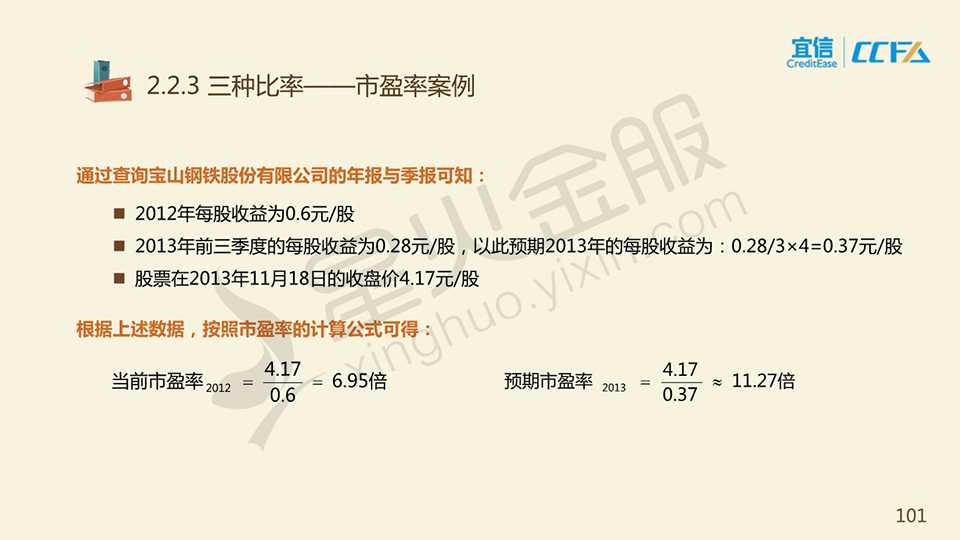 宜信
CreditEase
CCFA
2.2.3 三种比率——市盈率案例
通过查询宝山钢铁股份有限公司的年报与季报可知：
■ 2012年每股收益为0.6元/股
■ 2013年前三季度的每股收益为0.28元/股，以此预期2013年的每股收益为：0.28/3×4=0.37元/股
■ 股票在2013年11月18日的收盘价4.17元/股
根据上述数据，按照市盈率的计算公式可得：
当前市盈率 2012 = 4.17/0.6 = 6.95倍
预期市盈率 2013 = 4.17/0.37 ≈ 11.27倍
星火金服
xinghuo.yixin.com
101